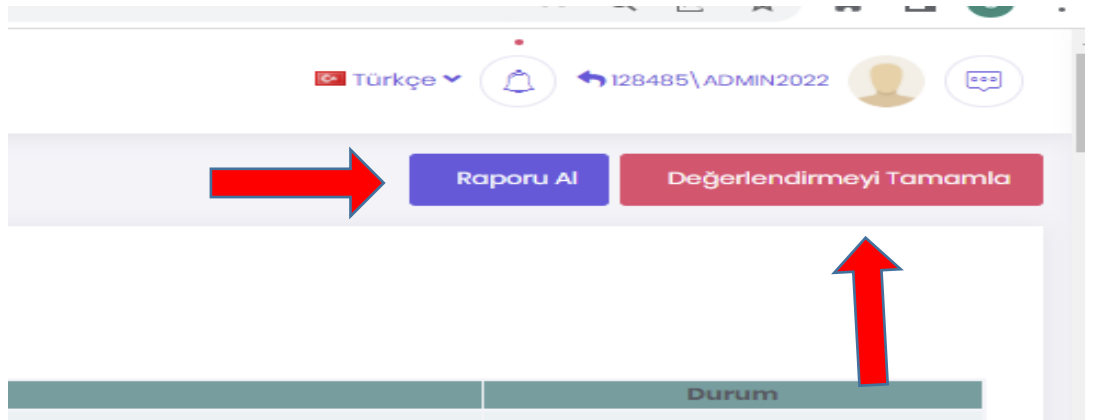 Türkçe
128485\ADMIN2022
Raporu Al
Değerlendirmeyi Tamamla
Durum